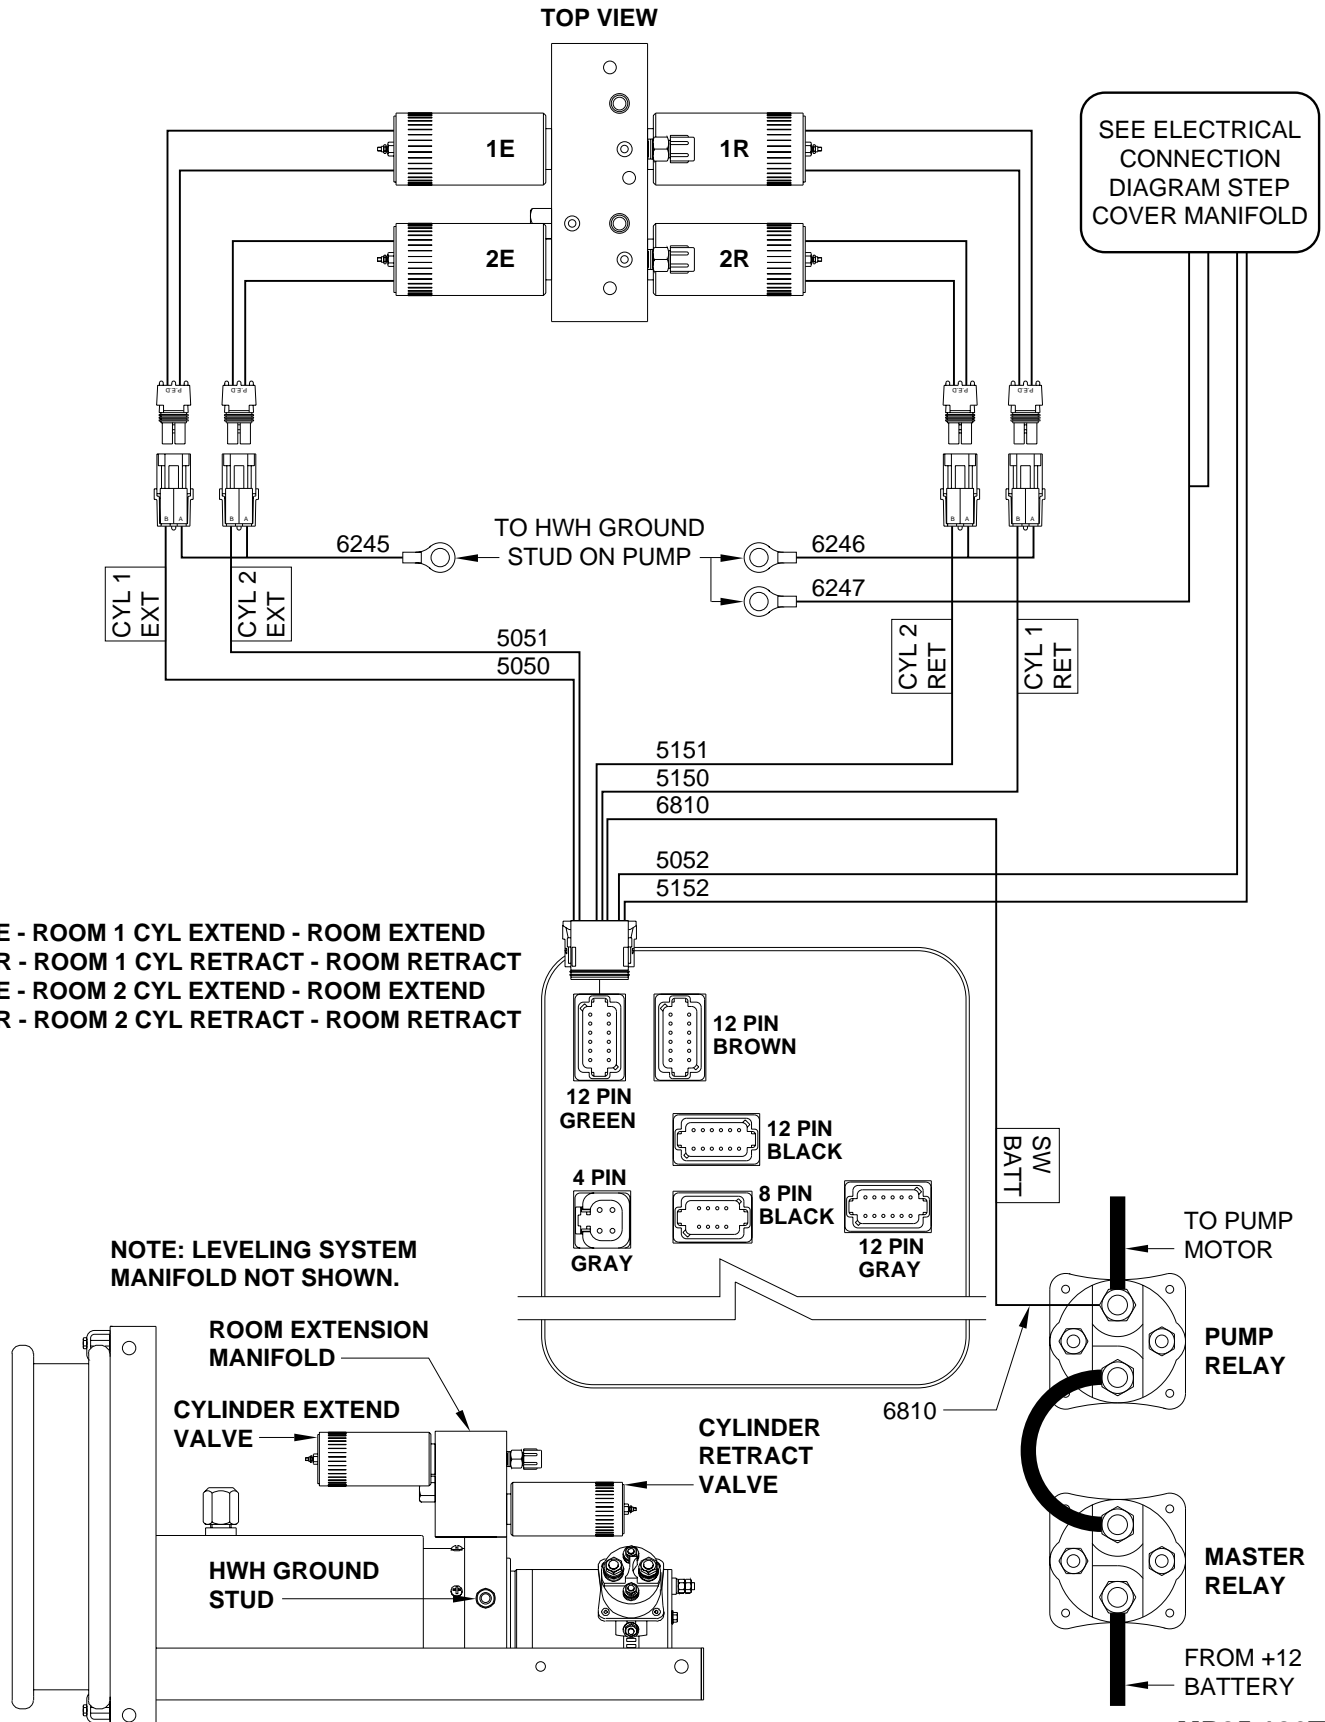 TOP VIEW
1E
1R
2E
2R
SEE ELECTRICAL
CONNECTION
DIAGRAM STEP
COVER MANIFOLD
P.E.D
P.E.D
P.E.D
P.E.D
B A
B A
B A
B A
TO HWH GROUND
STUD ON PUMP
6245
6246
6247
CYL 1
EXT
CYL 2
EXT
CYL 2
RET
CYL 1
RET
5051
5050
5151
5150
6810
5052
5152
E - ROOM 1 CYL EXTEND - ROOM EXTEND
R - ROOM 1 CYL RETRACT - ROOM RETRACT
E - ROOM 2 CYL EXTEND - ROOM EXTEND
R - ROOM 2 CYL RETRACT - ROOM RETRACT
12 PIN
BROWN
12 PIN
GREEN
12 PIN
BLACK
4 PIN
GRAY
8 PIN
BLACK
12 PIN
GRAY
SW
BATT
TO PUMP
MOTOR
PUMP
RELAY
6810
MASTER
RELAY
FROM +12
BATTERY
NOTE: LEVELING SYSTEM
MANIFOLD NOT SHOWN.
ROOM EXTENSION
MANIFOLD
CYLINDER EXTEND
VALVE
CYLINDER
RETRACT
VALVE
HWH GROUND
STUD